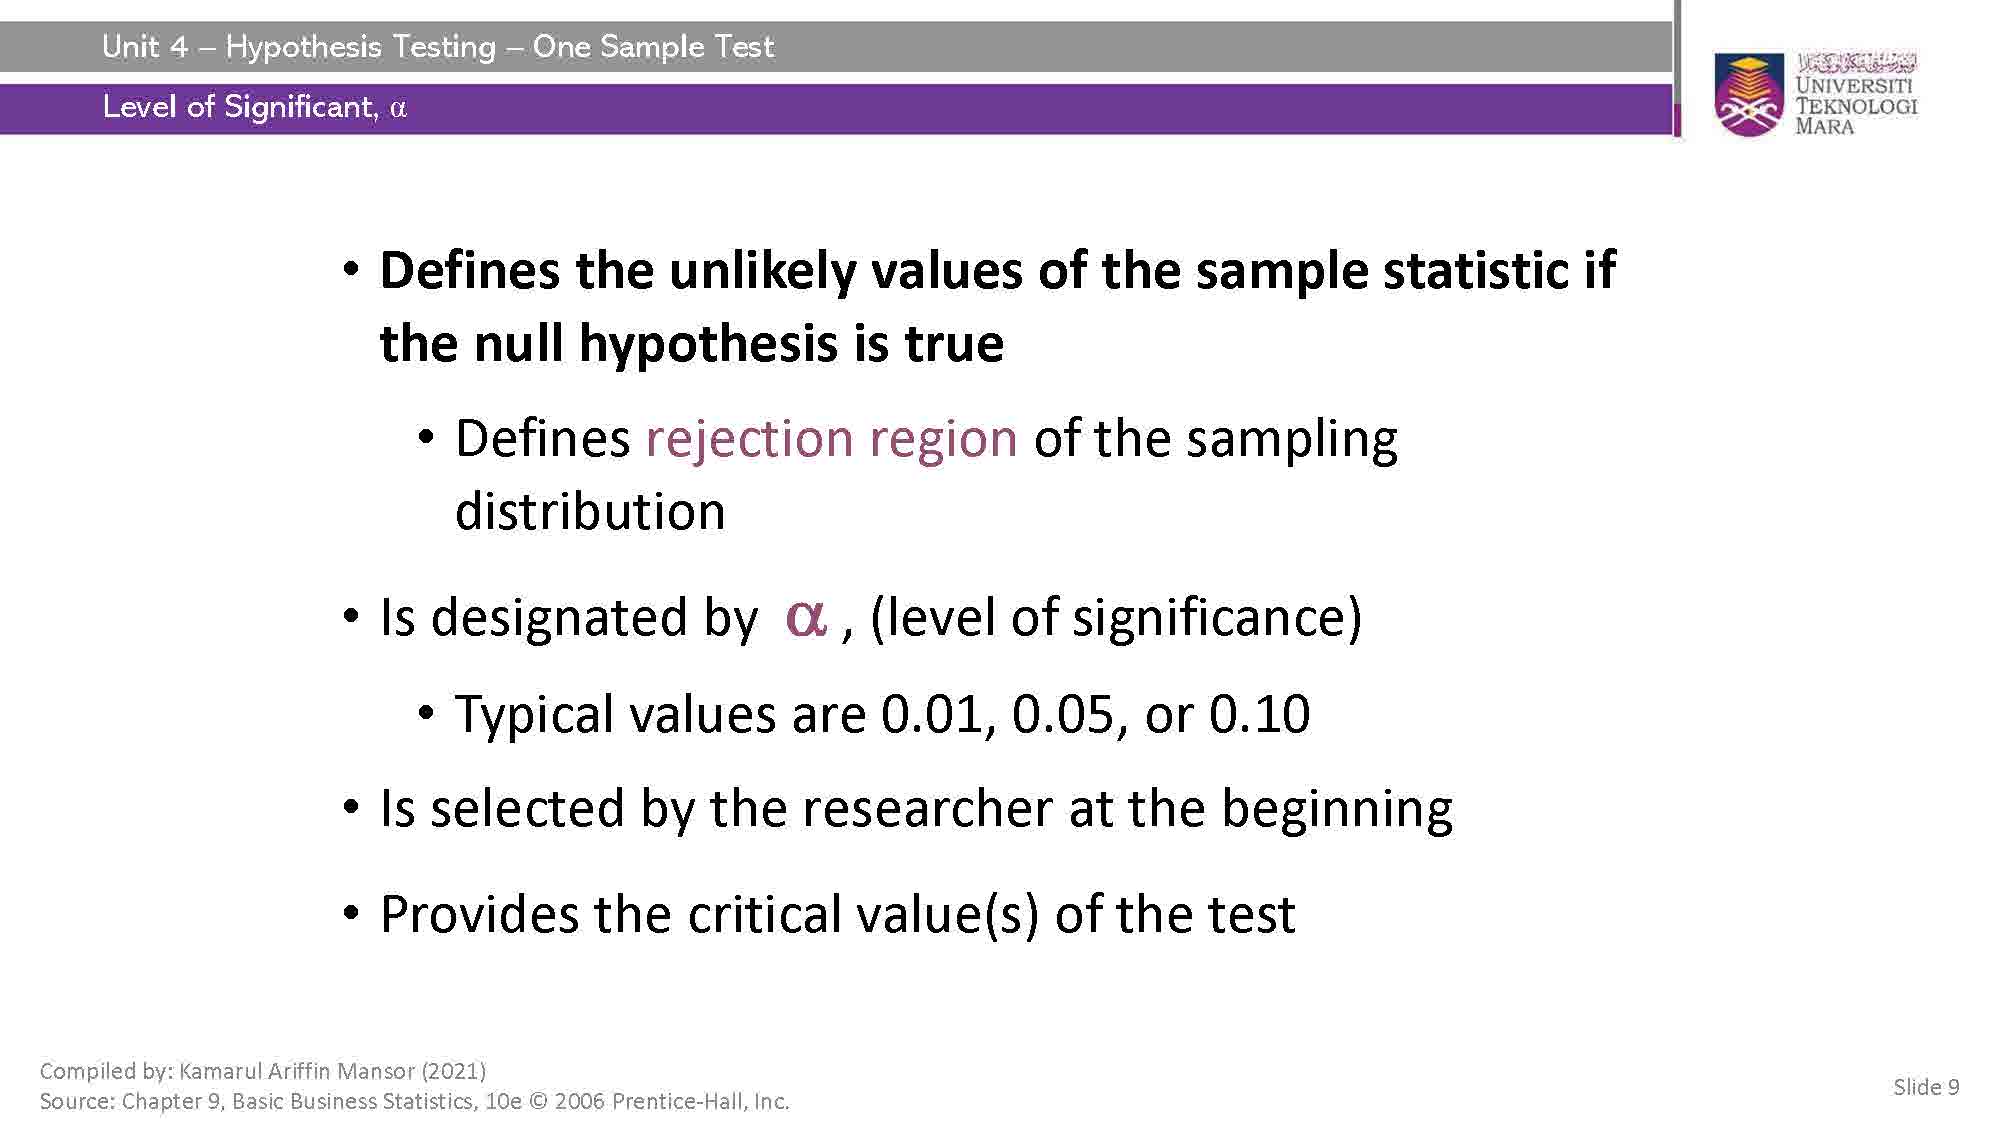 Unit 4 – Hypothesis Testing – One Sample Test
Level of Significant, α
UNIVERSITI
TEKNOLOGI
MARA
• Defines the unlikely values of the sample statistic if
the null hypothesis is true
• Defines rejection region of the sampling
distribution
• Is designated by α , (level of significance)
• Typical values are 0.01, 0.05, or 0.10
• Is selected by the researcher at the beginning
• Provides the critical value(s) of the test
Compiled by: Kamarul Ariffin Mansor (2021)
Source: Chapter 9, Basic Business Statistics, 10e © 2006 Prentice-Hall, Inc.
Slide 9